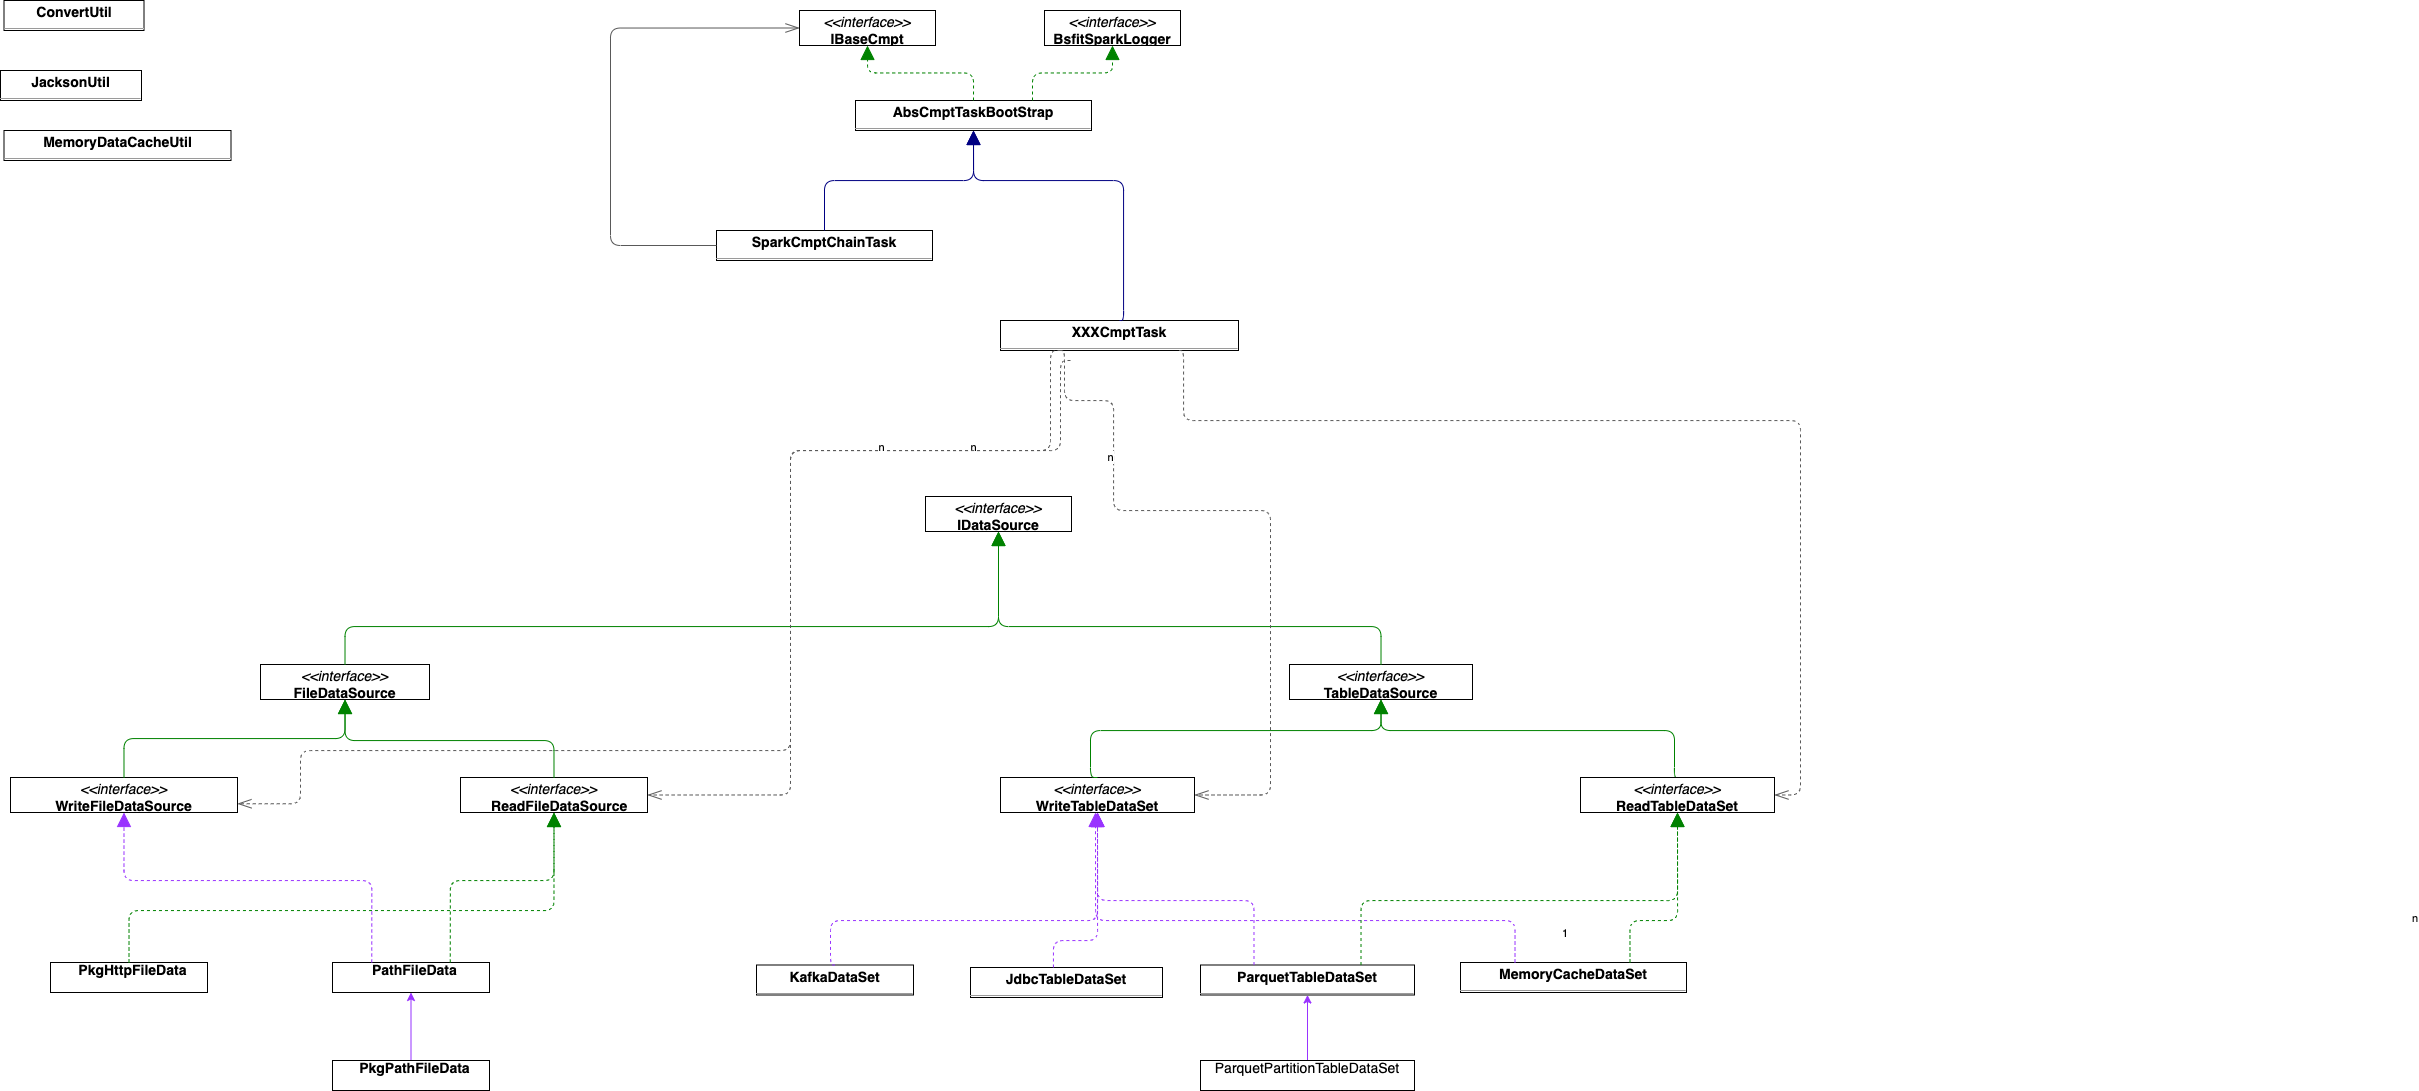 ConvertUtil
<<interface>>
IBaseCmpt
<<interface>>
BsfitSparkLogger
JacksonUtil
AbsCmptTaskBootStrap
MemoryDataCacheUtil
SparkCmptChainTask
XXXCmptTask
n
n
n
<<interface>>
IDataSource
<<interface>>
FileDataSource
<<interface>>
TableDataSource
<<interface>>
WriteFileDataSource
<<interface>>
ReadFileDataSource
<<interface>>
WriteTableDataSet
<<interface>>
ReadTableDataSet
n
1
PkgHttpFileData
PathFileData
KafkaDataSet
JdbcTableDataSet
ParquetTableDataSet
MemoryCacheDataSet
PkgPathFileData
ParquetPartitionTableDataSet